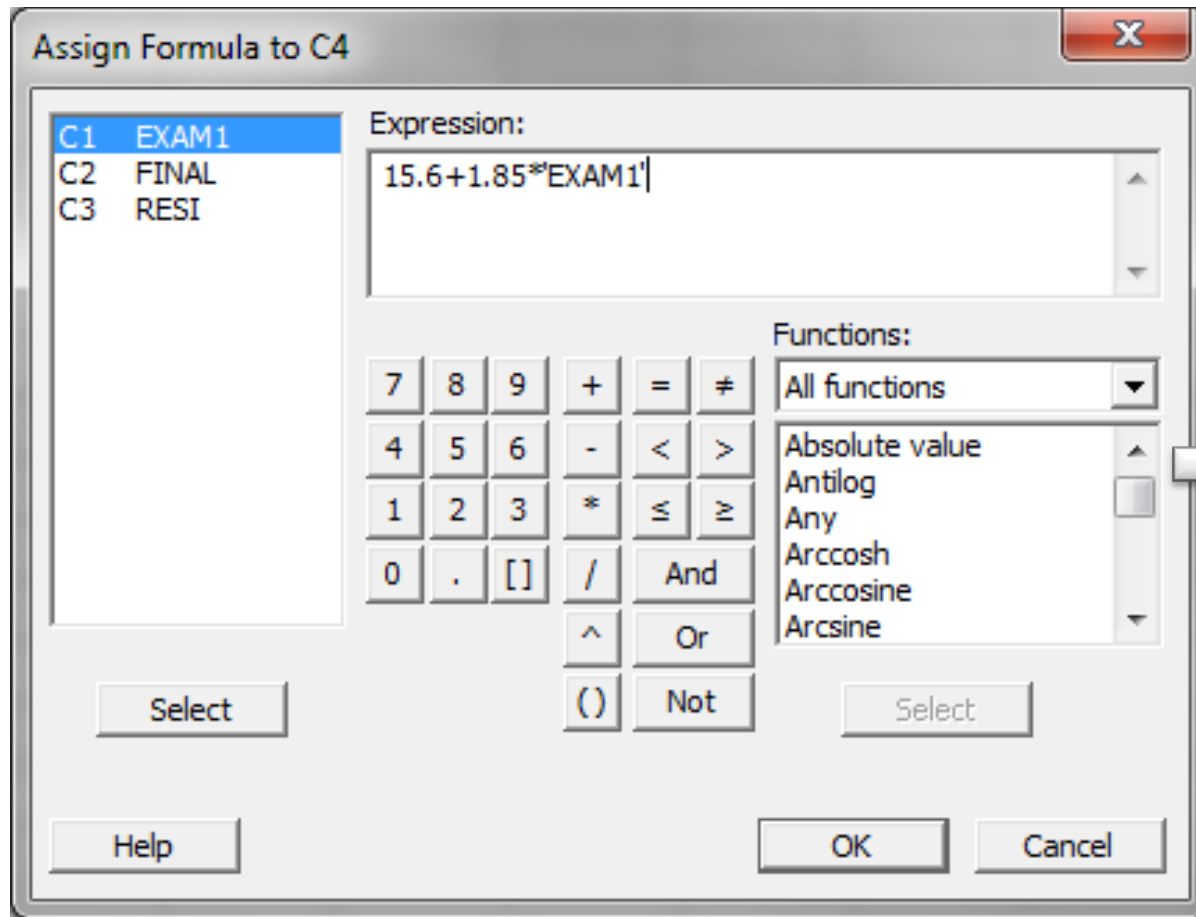 Assign Formula to C4
C1 EXAM1
C2 FINAL
C3 RESI
Expression:
15.6+1.85*'EXAM1'
Functions:
7 8 9 + = ≠
All functions
4 5 6 - < >
1 2 3 * ≤ ≥
0 . [] / And
^ Or
() Not
Absolute value
Antilog
Any
Arccosh
Arccosine
Arcsine
Select
Select
Help
OK
Cancel